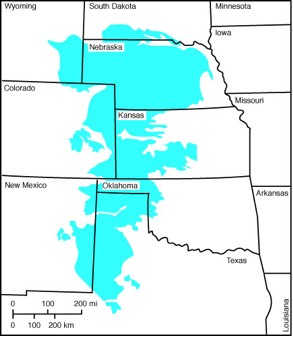 Wyoming
South Dakota
Minnesota
Iowa
Nebraska
Colorado
Missouri
Kansas
New Mexico
Oklahoma
Arkansas
Texas
Louisiana
0 100 200 mi
0 100 200 km